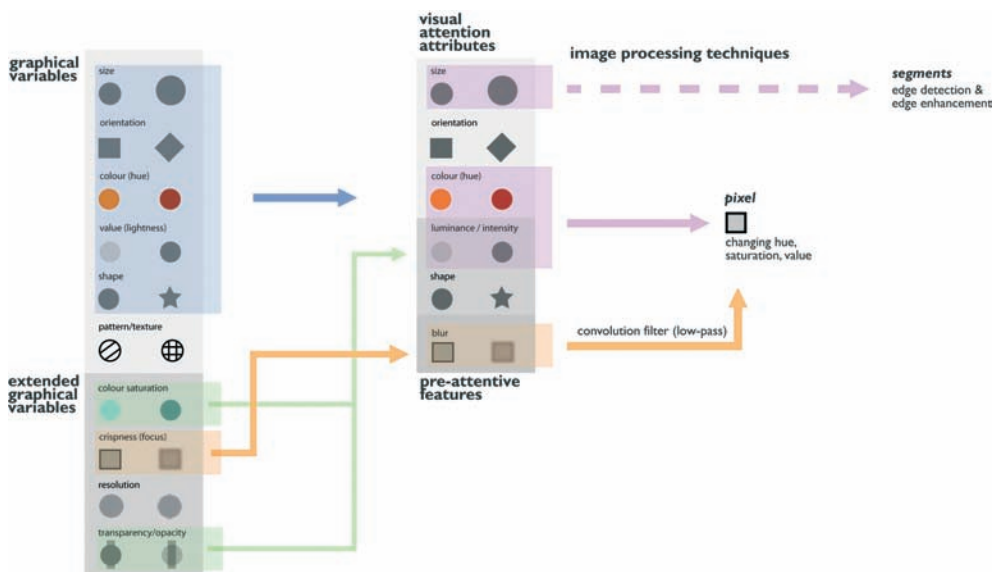 graphical
variables
size
orientation
colour (hue)
value (lightness)
shape
pattern/texture
extended
graphical
variables
colour saturation
crispness (focus)
resolution
transparency/opacity
visual
attention
attributes
size
orientation
colour (hue)
luminance / intensity
shape
blur
pre-attentive
features
image processing techniques
segments
edge detection &
edge enhancement
pixel
changing hue,
saturation, value
convolution filter (low-pass)